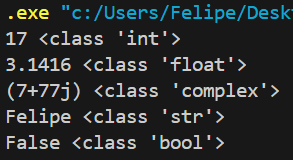 .exe "c:/Users/Felipe/Desk
17 <class 'int'>
3.1416 <class 'float'>
(7+77j) <class 'complex'>
Felipe <class 'str'>
False <class 'bool'>